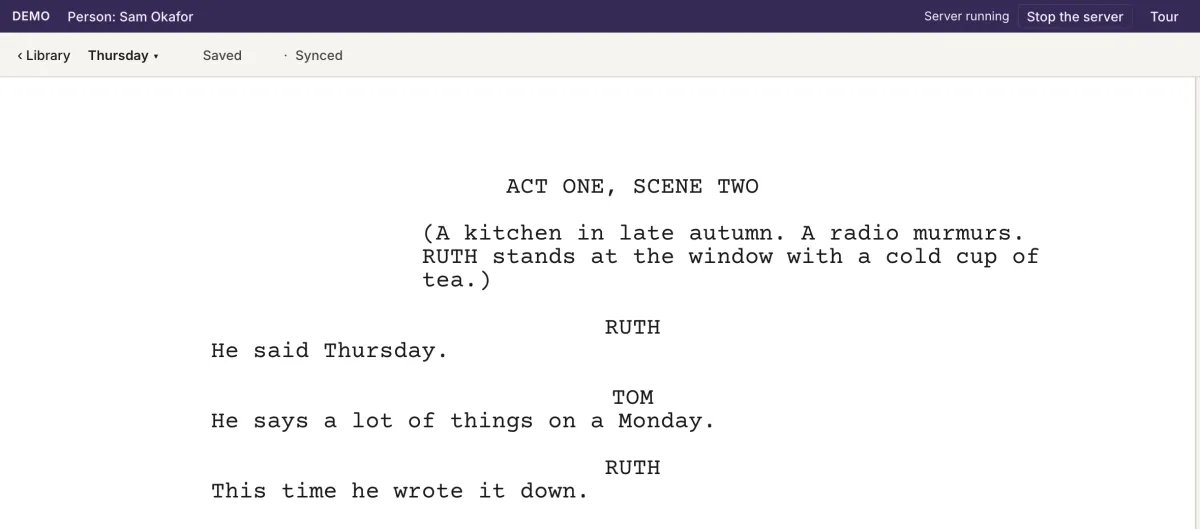 DEMO Person: Sam Okafor Server running Stop the server Tour
‹ Library Thursday ▾ Saved · Synced
ACT ONE, SCENE TWO
(A kitchen in late autumn. A radio murmurs.
RUTH stands at the window with a cold cup of
tea.)
RUTH
He said Thursday.
TOM
He says a lot of things on a Monday.
RUTH
This time he wrote it down.